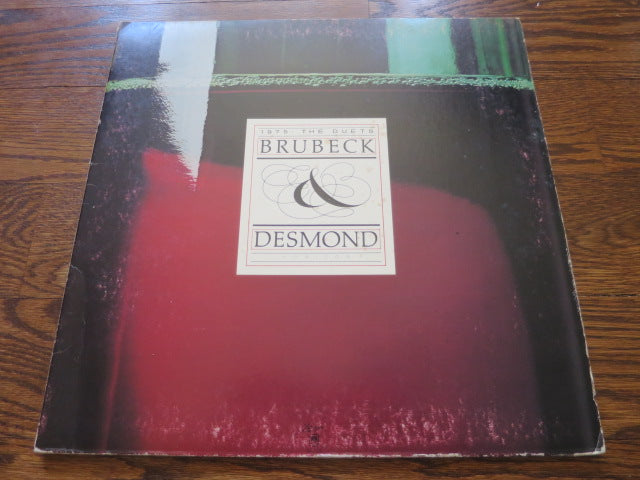 1975: THE DUETS
BRUBECK
&
DESMOND